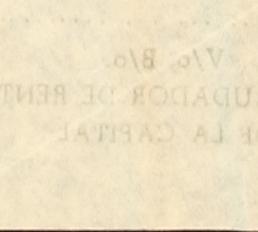 V/o. B/o.
UDADOR DE RENT
E LA CAPITAL